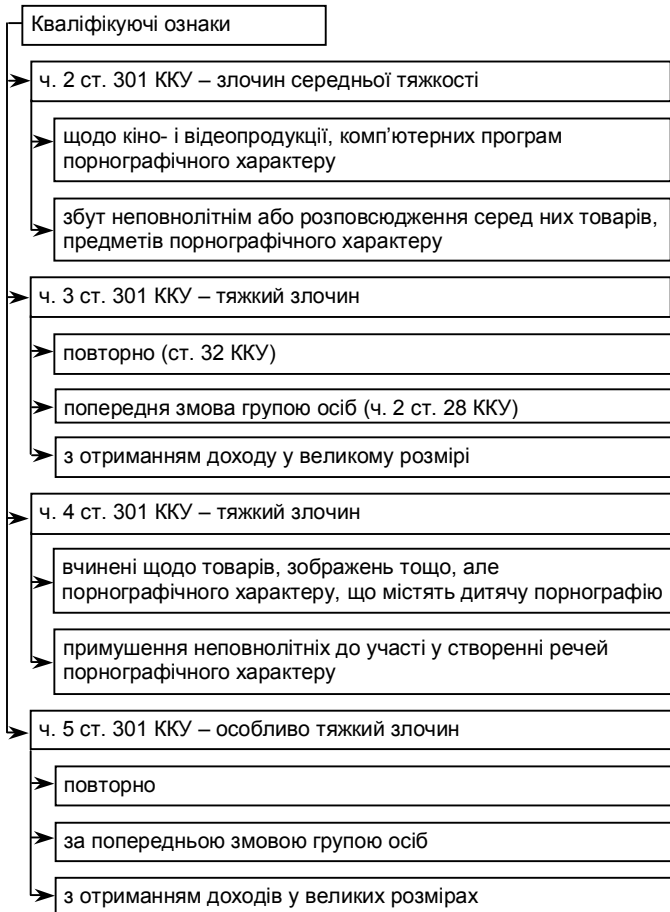 Кваліфікуючі ознаки
ч. 2 ст. 301 ККУ – злочин середньої тяжкості
щодо кіно- і відеопродукції, комп’ютерних програм
порнографічного характеру
збут неповнолітнім або розповсюдження серед них товарів,
предметів порнографічного характеру
ч. 3 ст. 301 ККУ – тяжкий злочин
повторно (ст. 32 ККУ)
попередня змова групою осіб (ч. 2 ст. 28 ККУ)
з отриманням доходу у великому розмірі
ч. 4 ст. 301 ККУ – тяжкий злочин
вчинені щодо товарів, зображень тощо, але
порнографічного характеру, що містять дитячу порнографію
примушення неповнолітніх до участі у створенні речей
порнографічного характеру
ч. 5 ст. 301 ККУ – особливо тяжкий злочин
повторно
за попередньою змовою групою осіб
з отриманням доходів у великих розмірах